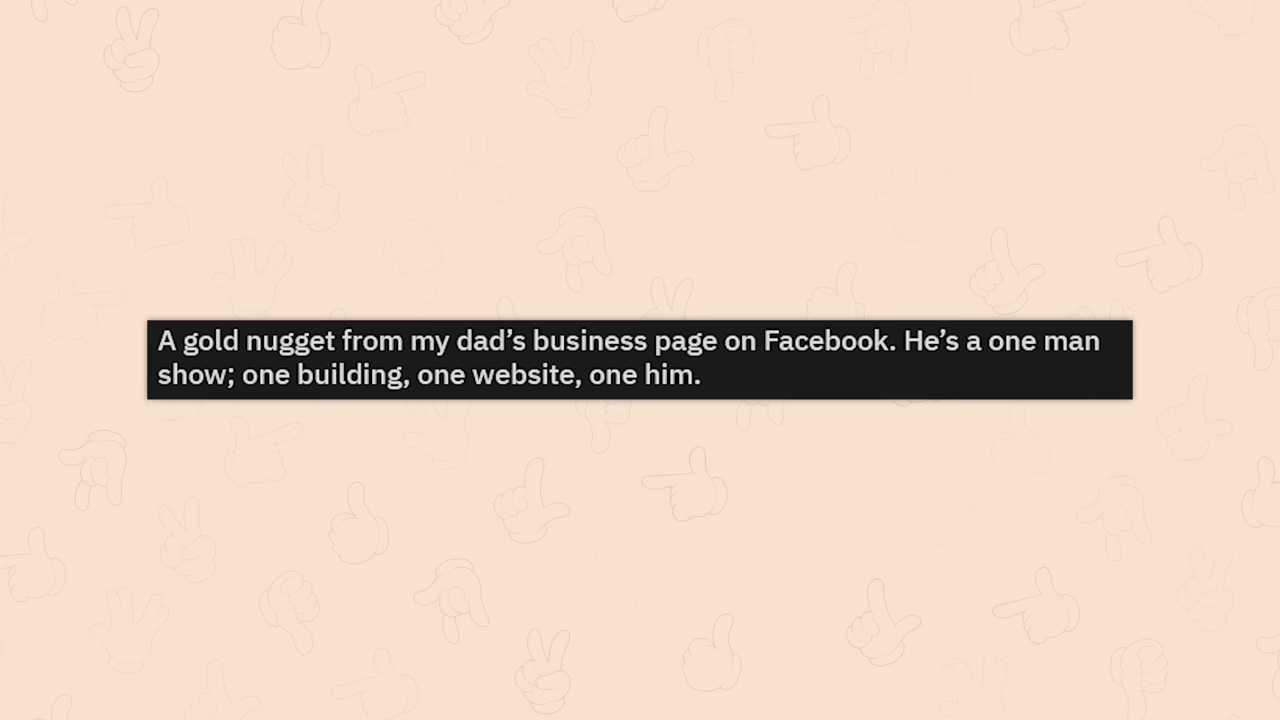 A gold nugget from my dad’s business page on Facebook. He’s a one man
show; one building, one website, one him.